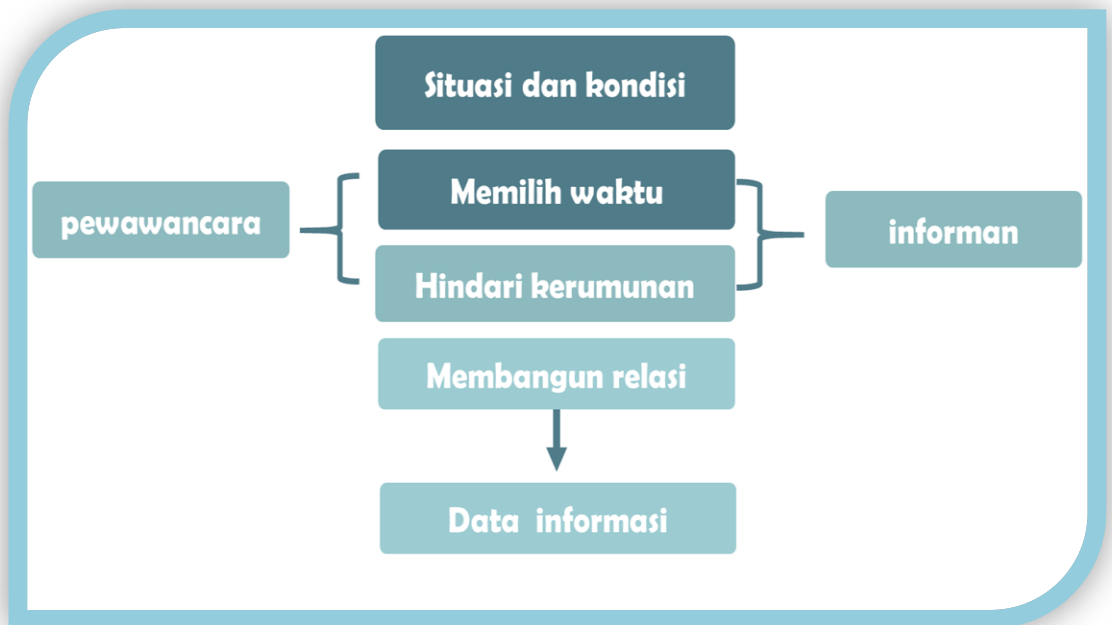 Situasi dan kondisi
Memilih waktu
pewawancara
informan
Hindari kerumunan
Membangun relasi
Data informasi